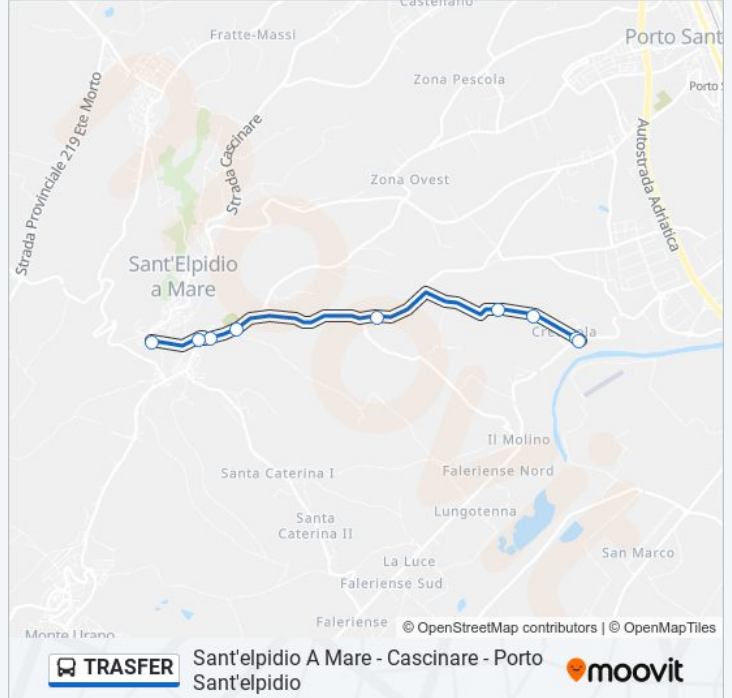 Castellano
Fratte-Massi
Porto Sant
Zona Pescola
Porto
Strada Provinciale 219 Ete Morto
Strada Cascinare
Autostrada Adriatica
Zona Ovest
Sant'Elpidio
a Mare
Il Molino
Faleriense Nord
Santa Caterina I
Lungotenna
Santa
Caterina II
San Marco
La Luce
Faleriense Sud
Faleriense
© OpenStreetMap contributors | © OpenMapTiles
Monte Urano
TRASFER
Sant'elpidio A Mare - Cascinare - Porto
Sant'elpidio
moovit